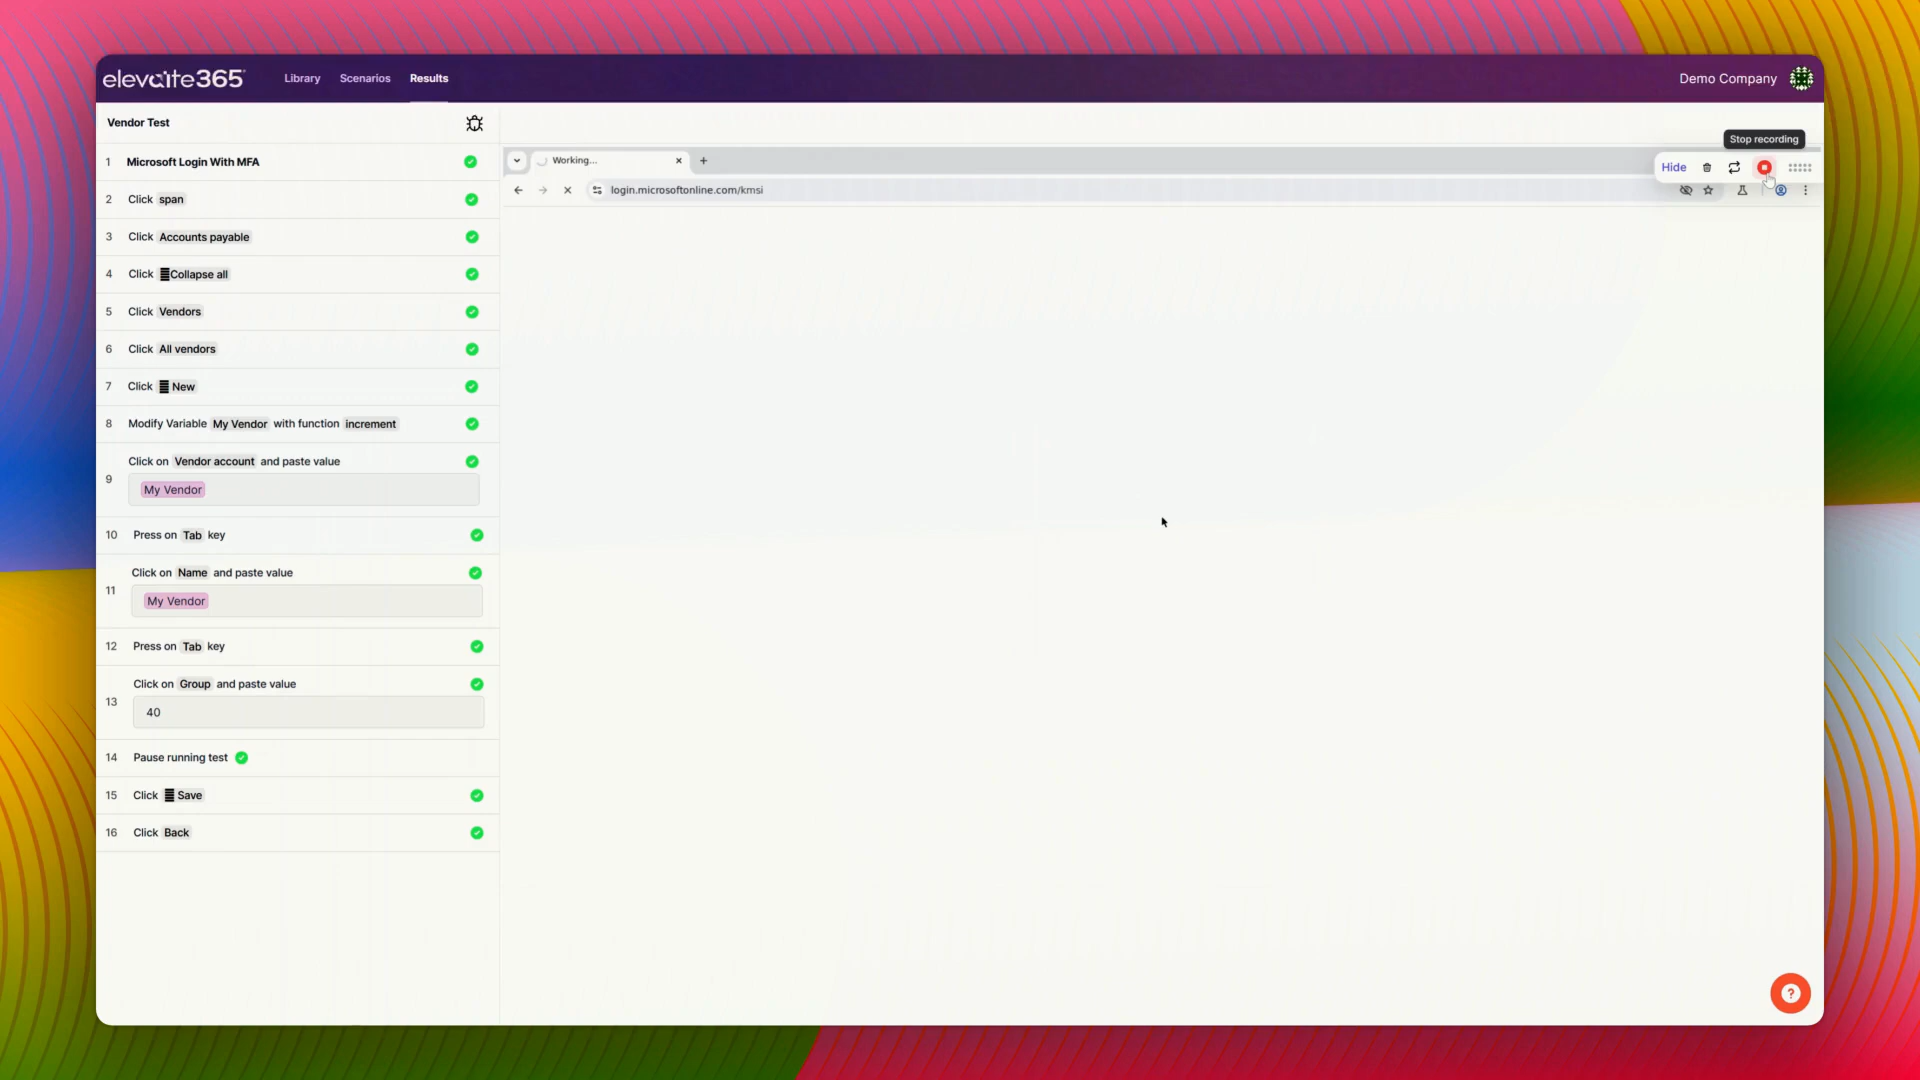 elevaite365
Library
Scenarios
Results
Demo Company
Vendor Test
Stop recording
Working...
Hide
login.microsoftonline.com/kmsi
1 Microsoft Login With MFA
2 Click span
3 Click Accounts payable
4 Click Collapse all
5 Click Vendors
6 Click All vendors
7 Click New
8 Modify Variable My Vendor with function increment
9 Click on Vendor account and paste value
My Vendor
10 Press on Tab key
11 Click on Name and paste value
My Vendor
12 Press on Tab key
13 Click on Group and paste value
40
14 Pause running test
15 Click Save
16 Click Back
?